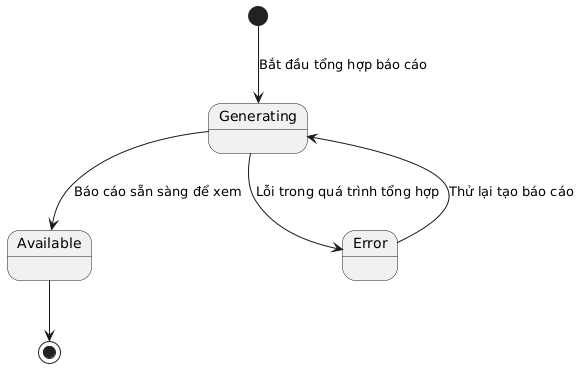 Bắt đầu tổng hợp báo cáo
Generating
Báo cáo sẵn sàng để xem
Lỗi trong quá trình tổng hợp
Thử lại tạo báo cáo
Available
Error